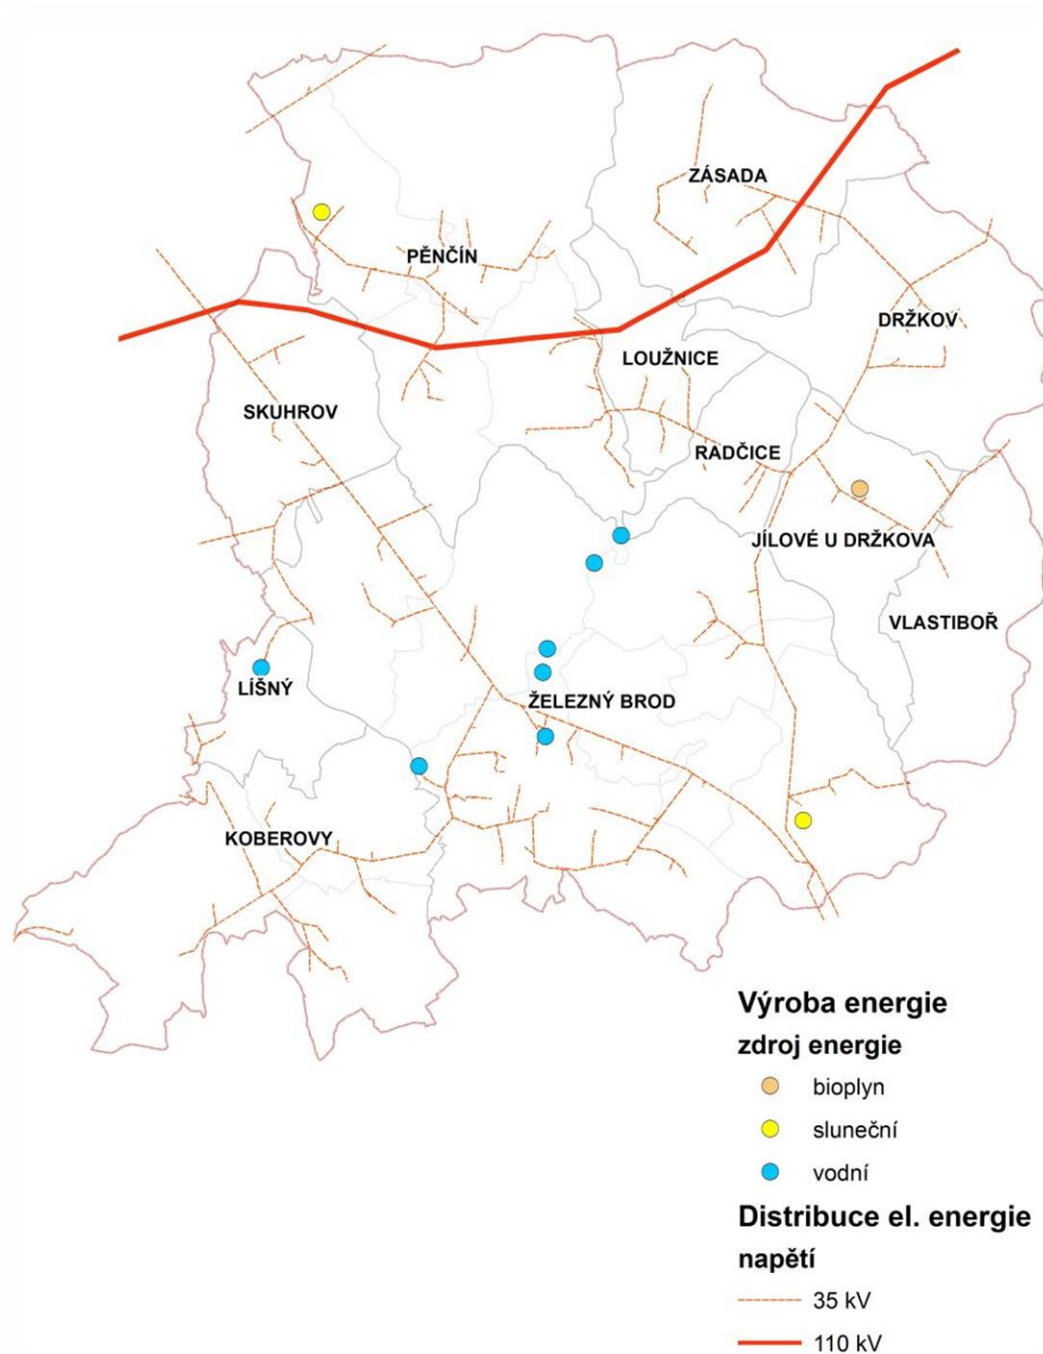 ZÁSADA
PĚNČÍN
DRŽKOV
LOUŽNICE
SKUHROV
RADČICE
JÍLOVÉ U DRŽKOVA
VLASTIBOŘ
LÍŠNÝ
ŽELEZNÝ BROD
KOBEROVY
Výroba energie
zdroj energie
bioplyn
sluneční
vodní
Distribuce el. energie
napětí
35 kV
110 kV